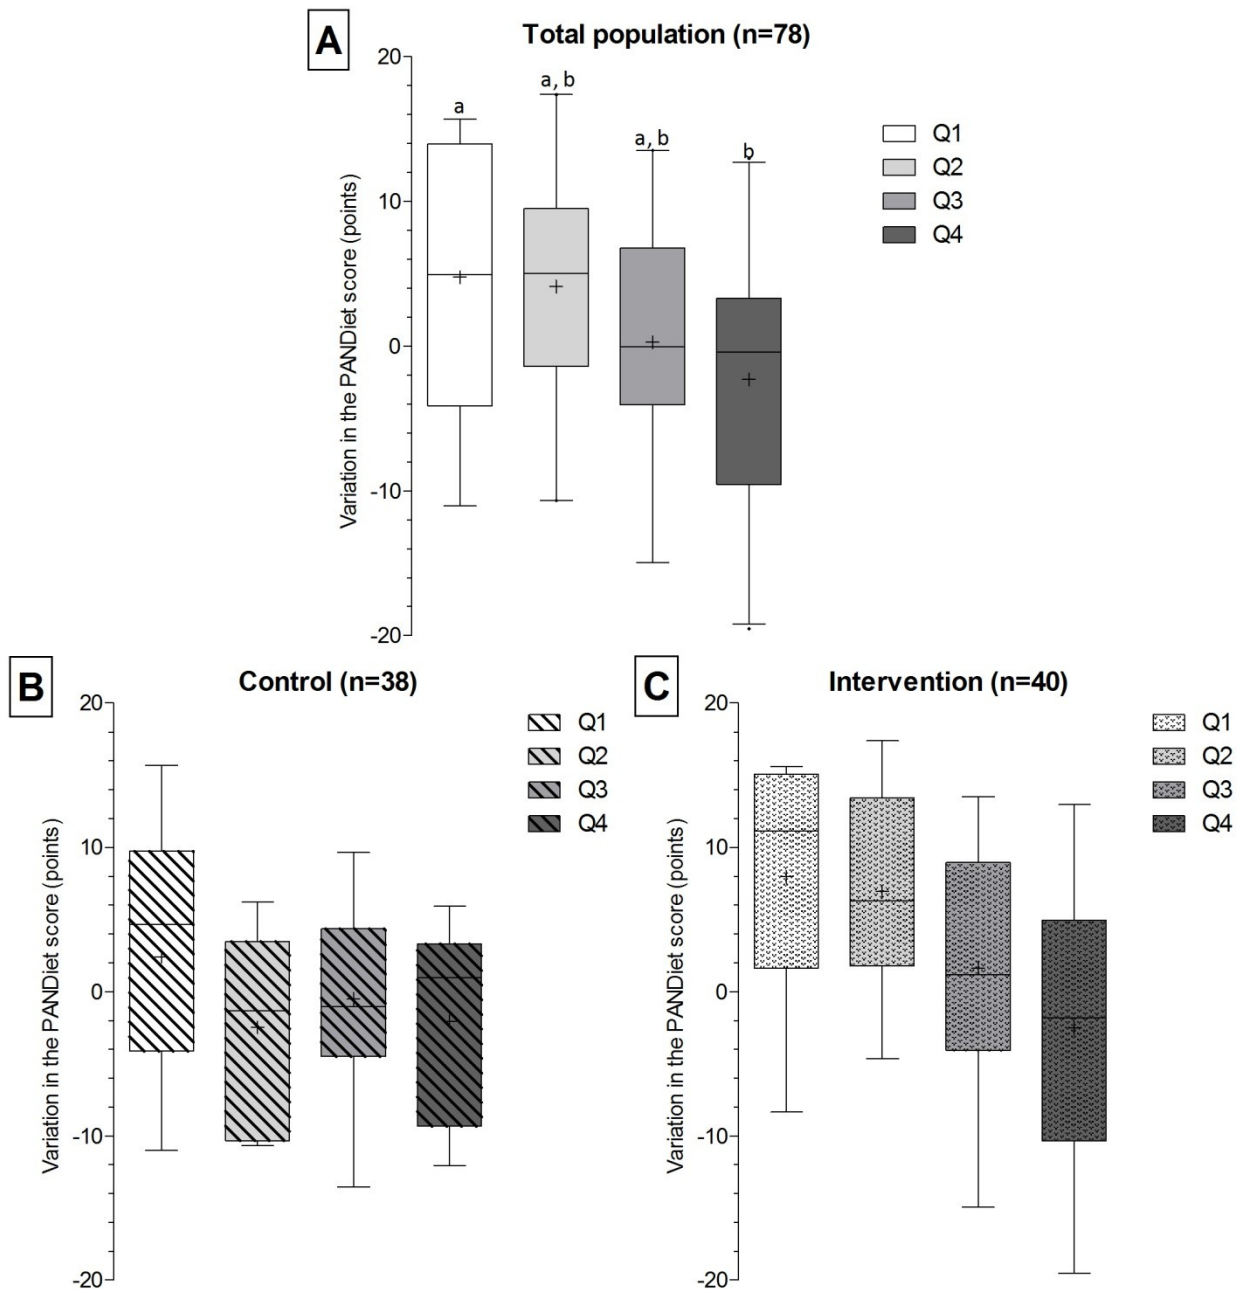 A
Total population (n=78)
Variation in the PANDiet score (points)
20
10
0
-10
-20
a
a, b
a, b
b
Q1
Q2
Q3
Q4
B
Control (n=38)
Variation in the PANDiet score (points)
20
10
0
-10
-20
Q1
Q2
Q3
Q4
C
Intervention (n=40)
Variation in the PANDiet score (points)
20
10
0
-10
-20
Q1
Q2
Q3
Q4